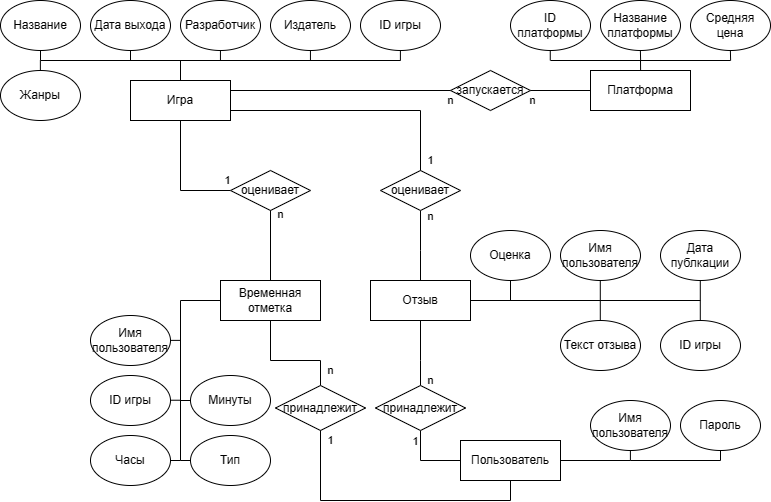 Название
Дата выхода
Разработчик
Издатель
ID игры
ID
платформы
Название
платформы
Средняя
цена
Жанры
Игра
запускается
Платформа
n
n
1
оценивает
n
1
оценивает
n
Оценка
Имя
пользователя
Дата
публкации
Временная
отметка
Отзыв
Имя
пользователя
Текст отзыва
ID игры
ID игры
Минуты
Часы
Тип
n
принадлежит
1
n
принадлежит
1
Имя
пользователя
Пароль
Пользователь